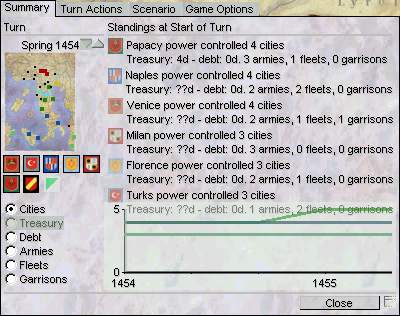 Summary Turn Actions Scenario Game Options
Turn Standings at Start of Turn
Spring 1454
Papacy power controlled 4 cities
Treasury: 4d - debt: 0d. 3 armies, 1 fleets, 0 garrisons
Naples power controlled 4 cities
Treasury: ??d - debt: 0d. 2 armies, 2 fleets, 0 garrisons
Venice power controlled 4 cities
Treasury: ??d - debt: 0d. 2 armies, 1 fleets, 1 garrisons
Milan power controlled 3 cities
Treasury: ??d - debt: 0d. 3 armies, 0 fleets, 0 garrisons
Florence power controlled 3 cities
Treasury: ??d - debt: 0d. 2 armies, 1 fleets, 0 garrisons
Turks power controlled 3 cities
Treasury: ??d - debt: 0d. 1 armies, 2 fleets, 0 garrisons
Cities
Treasury
Debt
Armies
Fleets
Garrisons
5
0
1454 1455
Close